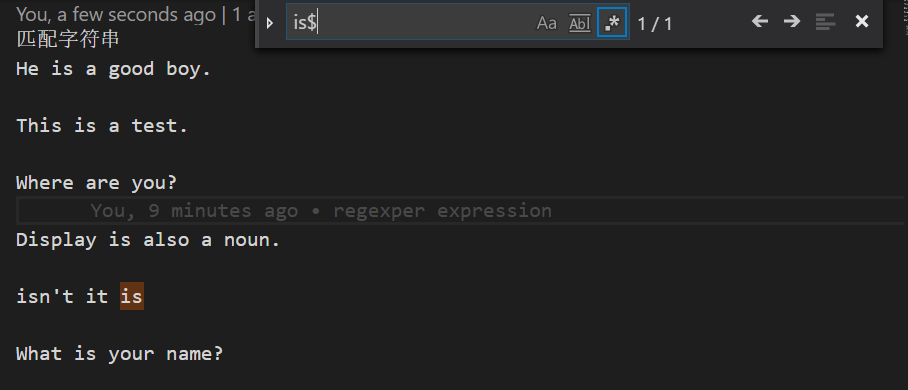 You, a few seconds ago | 1 a
is$
Aa Abl .* 1 / 1
匹配字符串
He is a good boy.
This is a test.
Where are you?
You, 9 minutes ago • regexper expression
Display is also a noun.
isn't it is
What is your name?